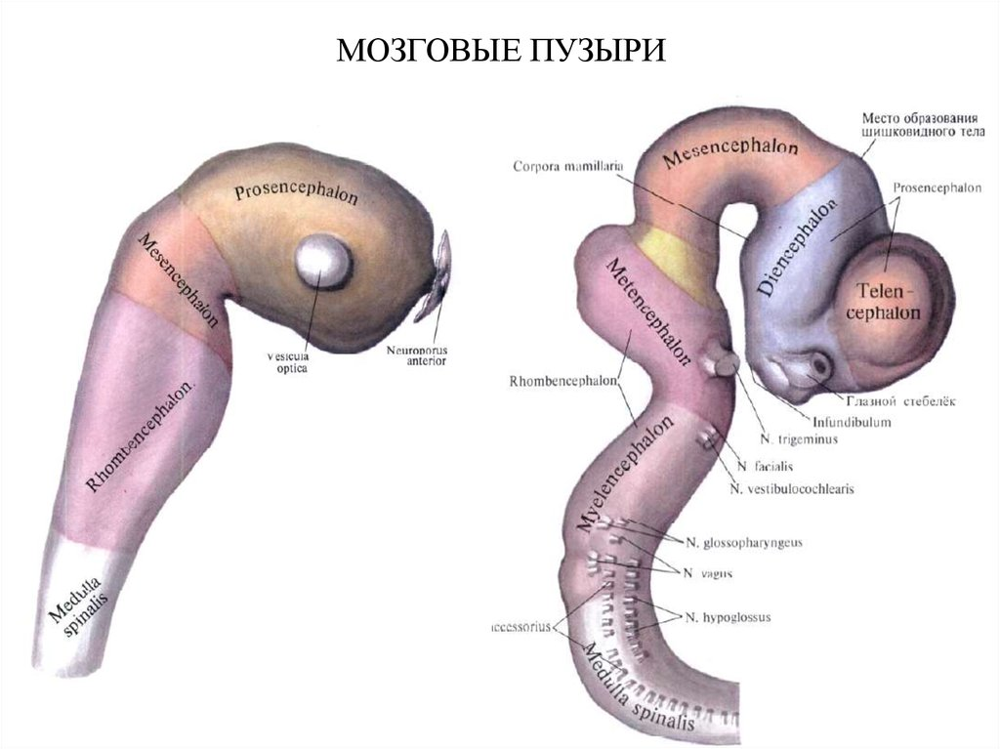 МОЗГОВЫЕ ПУЗЫРИ
Prosencephalon
Mesencephalon
Rhombencephalon
Medulla
spinalis
Vesicula
optica
Neuroporus
anterior
Место образования
шишковидного тела
Corpora mamillaria
Mesencephalon
Prosencephalon
Diencephalon
Telen-
cephalon
Metencephalon
Rhombencephalon
Глазной стебелёк
Infundibulum
N. trigeminus
Myelencephalon
N. facialis
N. vestibulocochlearis
N. glossopharyngeus
N. vagus
N. hypoglossus
ccessorius
Medulla spinalis